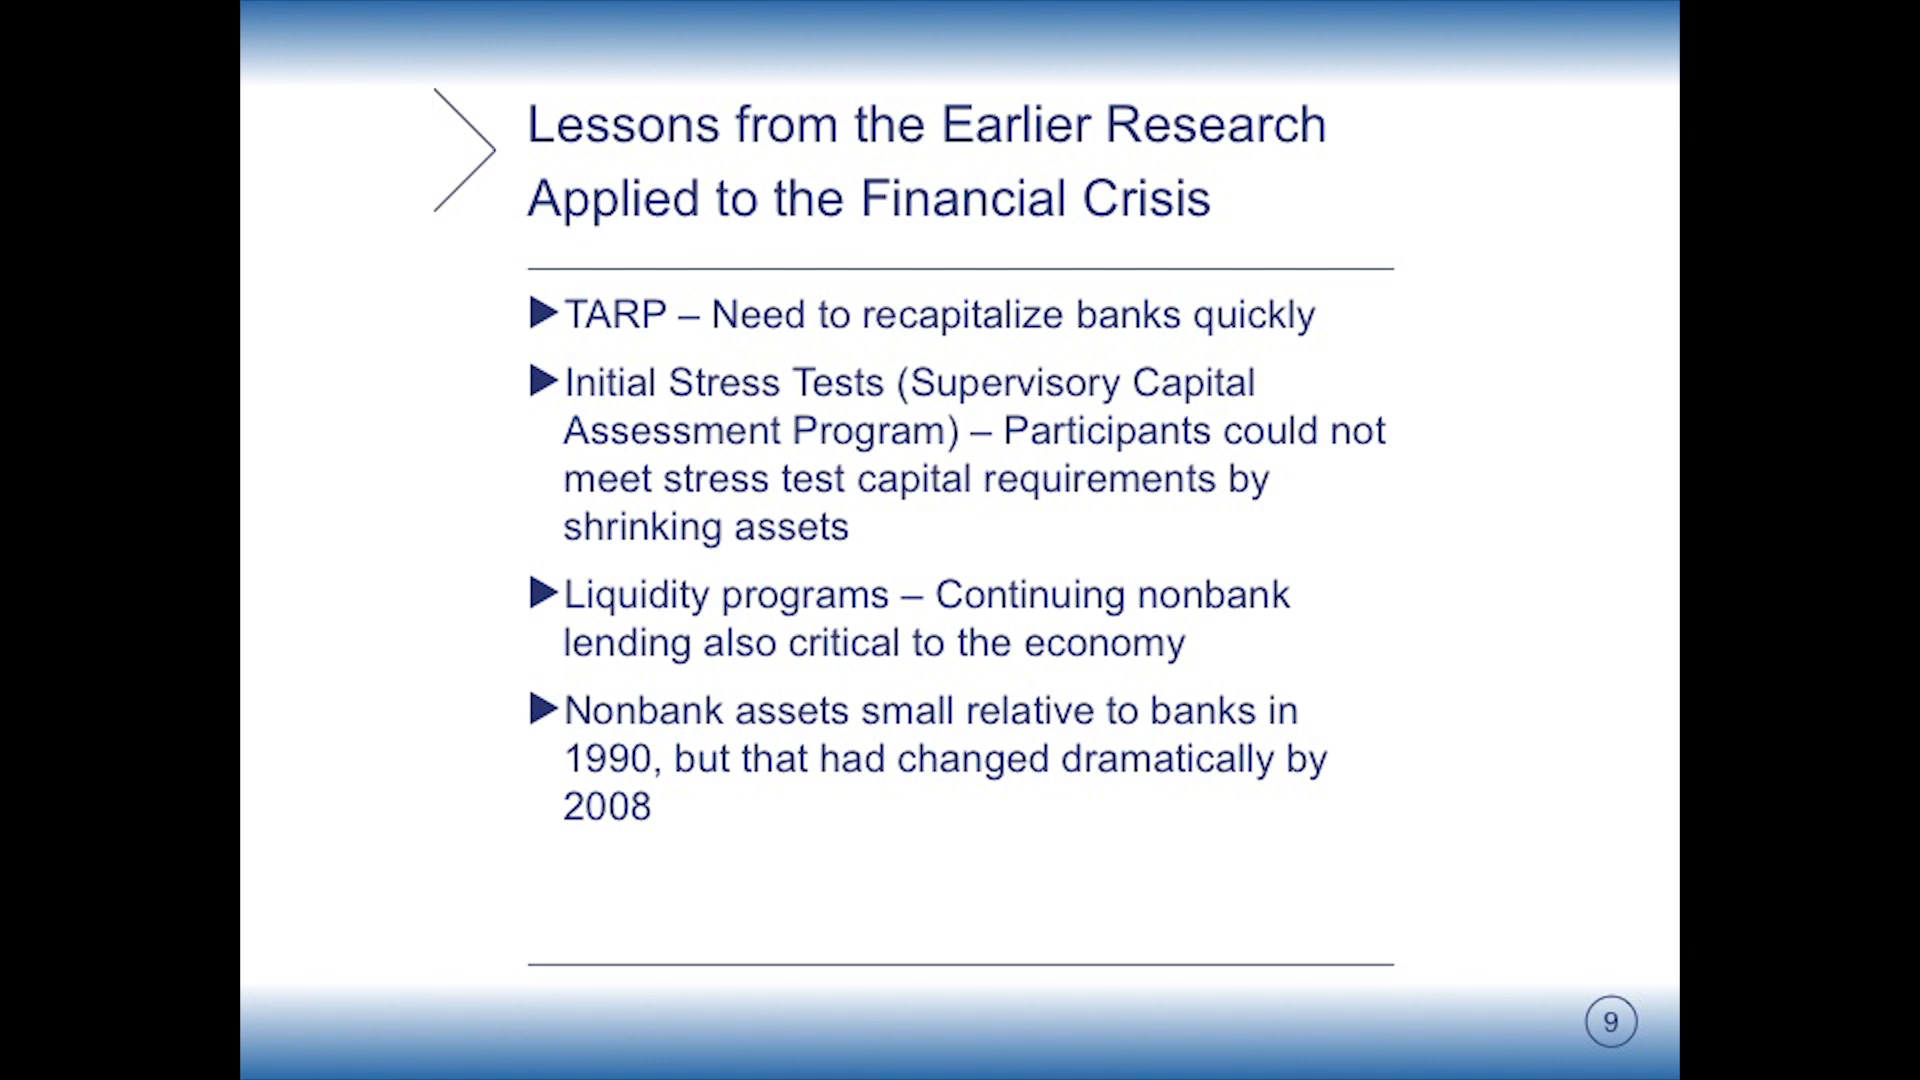 Lessons from the Earlier Research
Applied to the Financial Crisis
TARP – Need to recapitalize banks quickly
Initial Stress Tests (Supervisory Capital
Assessment Program) – Participants could not
meet stress test capital requirements by
shrinking assets
Liquidity programs – Continuing nonbank
lending also critical to the economy
Nonbank assets small relative to banks in
1990, but that had changed dramatically by
2008
9